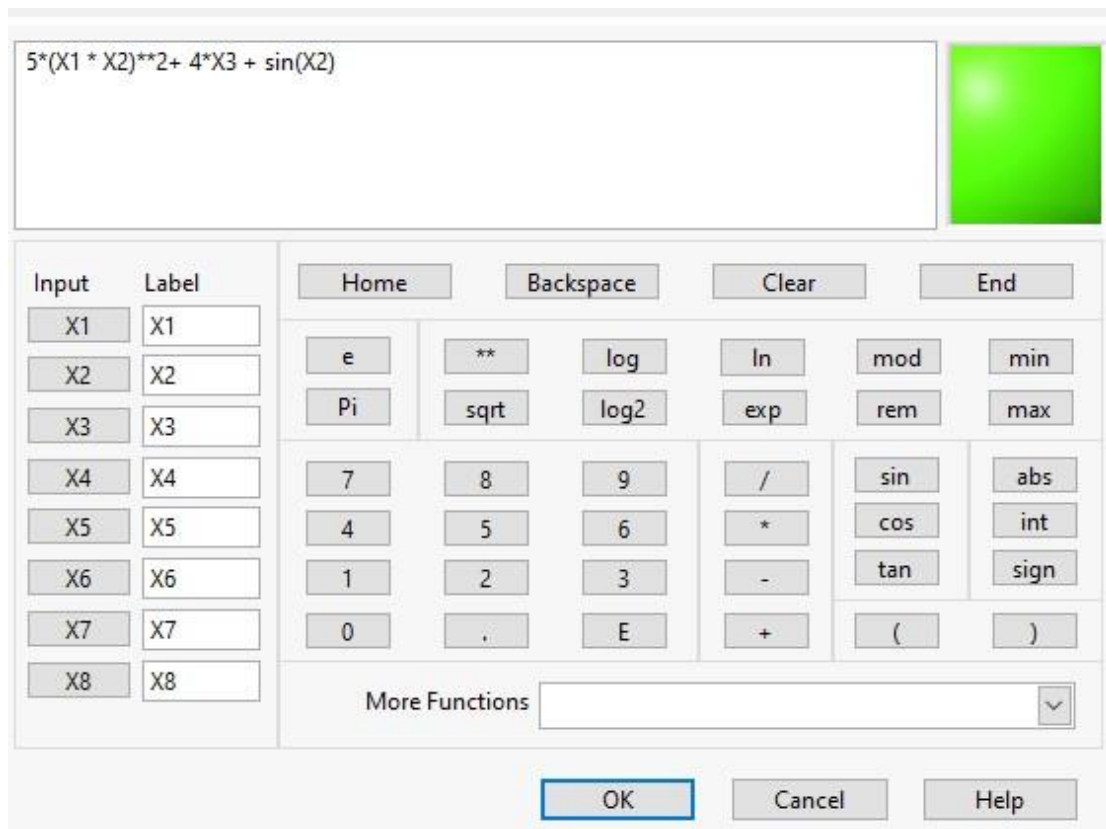 5*(X1 * X2)**2+ 4*X3 + sin(X2)
Input Label
X1 X1
X2 X2
X3 X3
X4 X4
X5 X5
X6 X6
X7 X7
X8 X8
Home Backspace Clear End
e ** log ln mod min
Pi sqrt log2 exp rem max
7 8 9 / sin abs
4 5 6 * cos int
1 2 3 - tan sign
0 . E + ( )
More Functions
OK Cancel Help